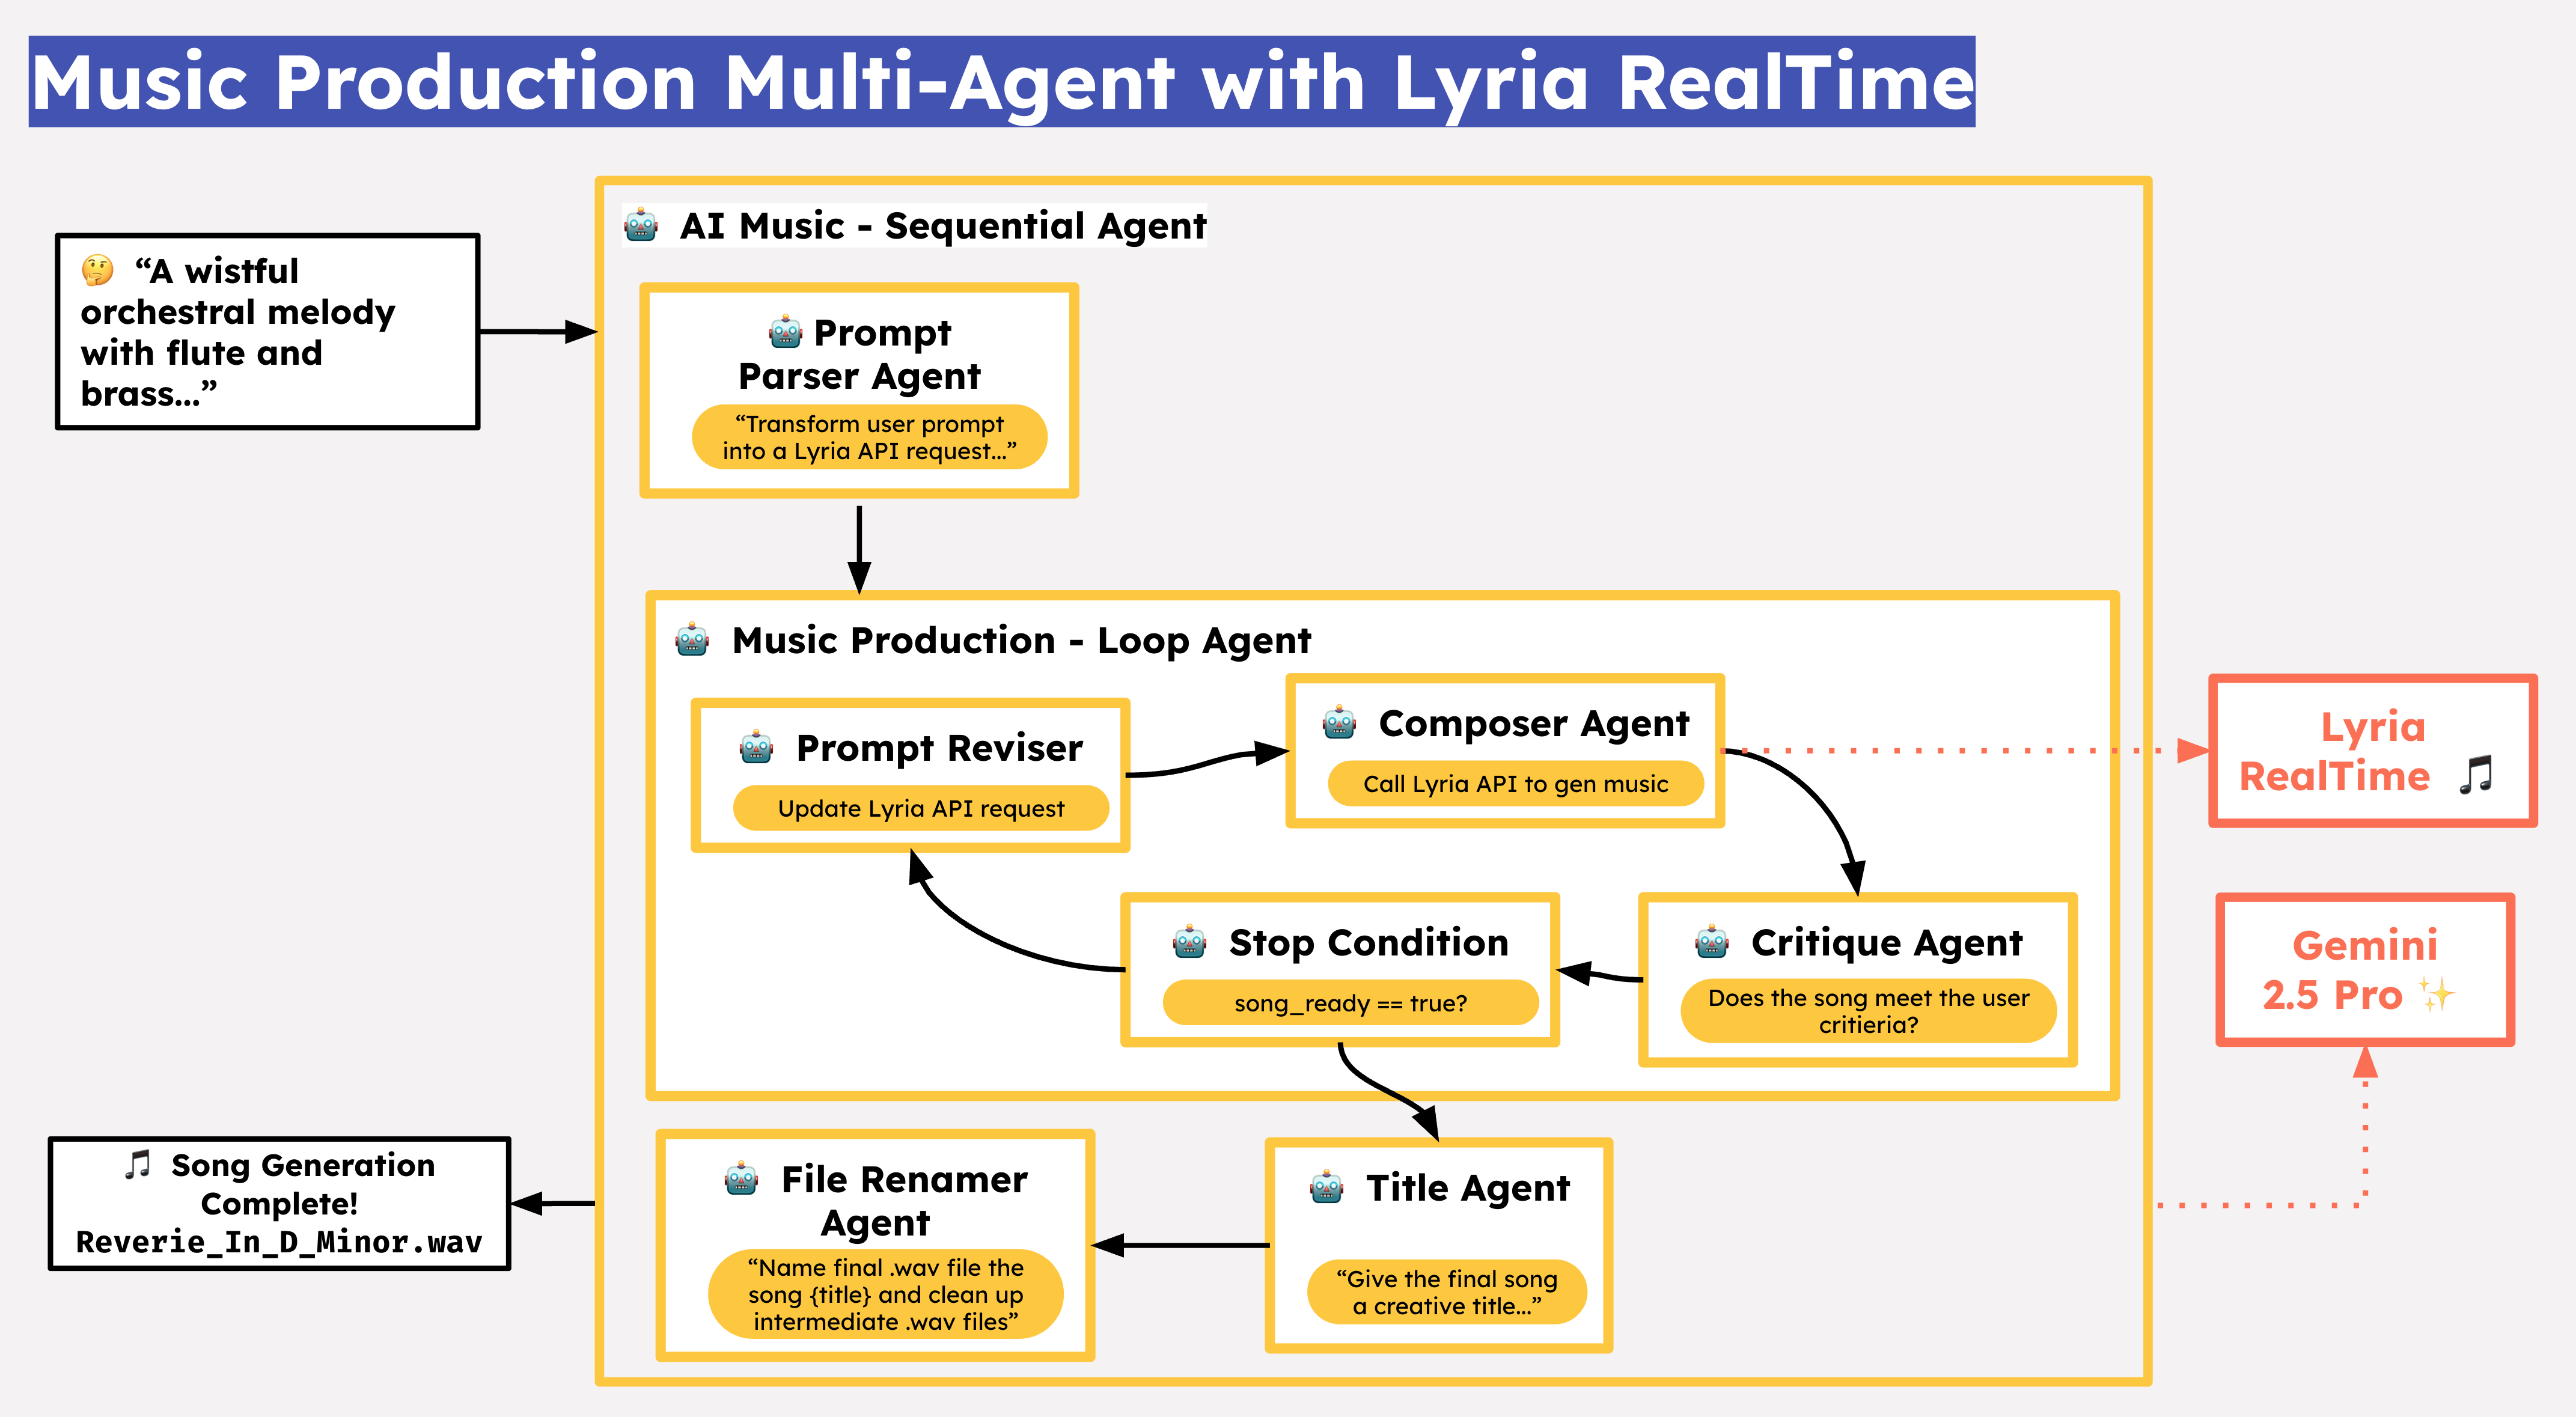 Music Production Multi-Agent with Lyria RealTime
AI Music - Sequential Agent
“A wistful
orchestral melody
with flute and
brass...”
Prompt
Parser Agent
“Transform user prompt
into a Lyria API request...”
Music Production - Loop Agent
Prompt Reviser
Update Lyria API request
Composer Agent
Call Lyria API to gen music
Lyria
RealTime
Stop Condition
song_ready == true?
Critique Agent
Does the song meet the user
critieria?
Gemini
2.5 Pro
Song Generation
Complete!
Reverie_In_D_Minor.wav
File Renamer
Agent
“Name final .wav file the
song {title} and clean up
intermediate .wav files”
Title Agent
“Give the final song
a creative title...”